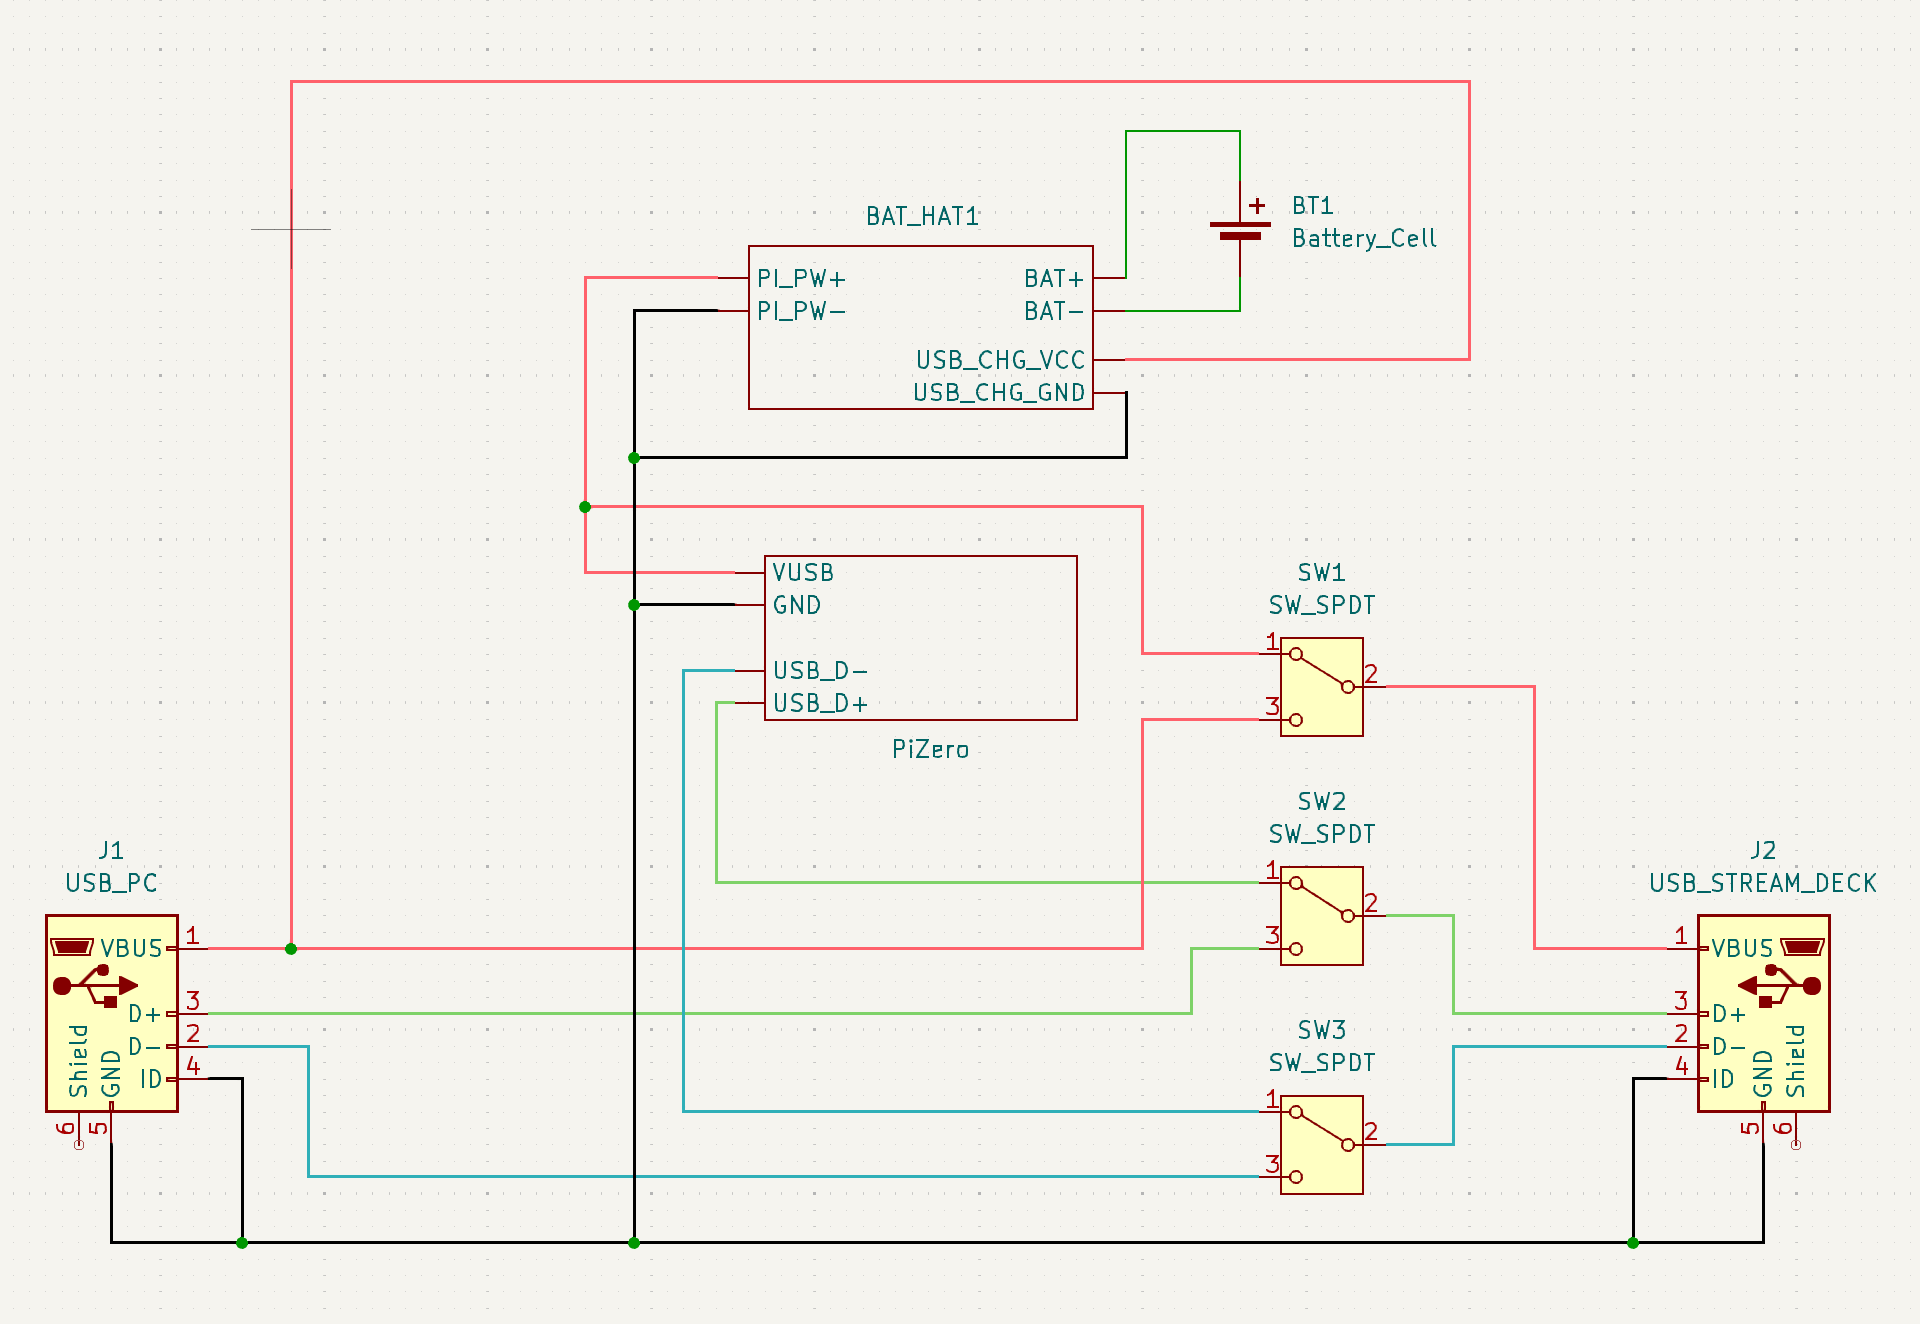 BAT_HAT1
PI_PW+
PI_PW-
BAT+
BAT-
USB_CHG_VCC
USB_CHG_GND
+
BT1
Battery_Cell
VUSB
GND
USB_D-
USB_D+
PiZero
SW1
SW_SPDT
1
2
3
SW2
SW_SPDT
1
2
3
SW3
SW_SPDT
1
2
3
J1
USB_PC
VBUS 1
D+ 3
D- 2
ID 4
Shield
GND
6
5
J2
USB_STREAM_DECK
1 VBUS
3 D+
2 D-
4 ID
GND
Shield
5
6